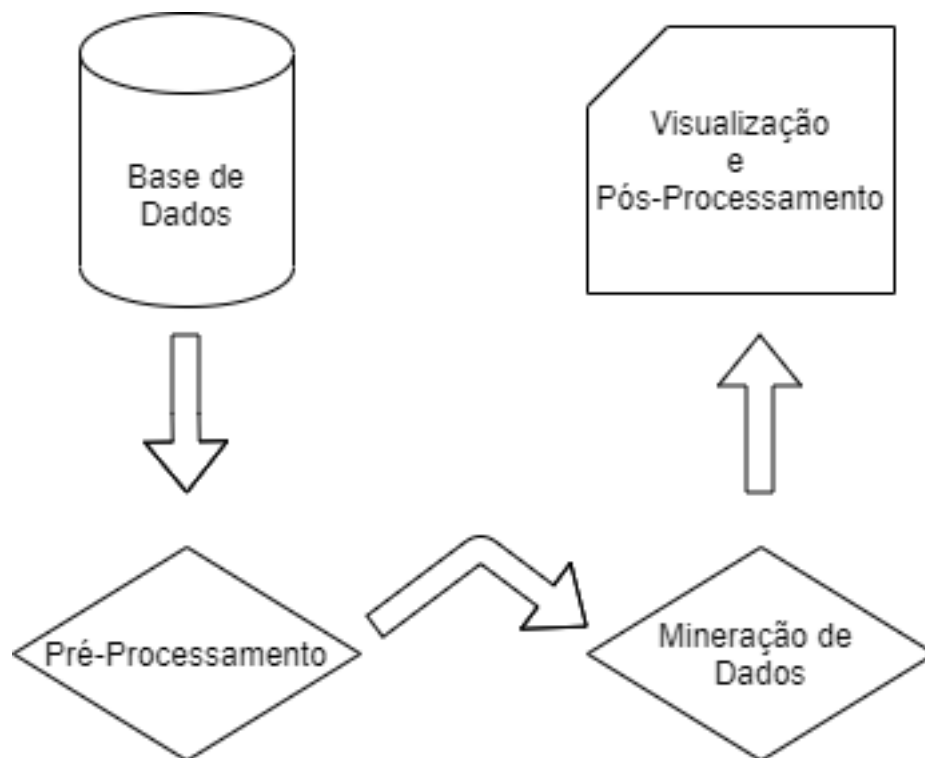 Base de
Dados
Visualização
e
Pós-Processamento
Pré-Processamento
Mineração de
Dados